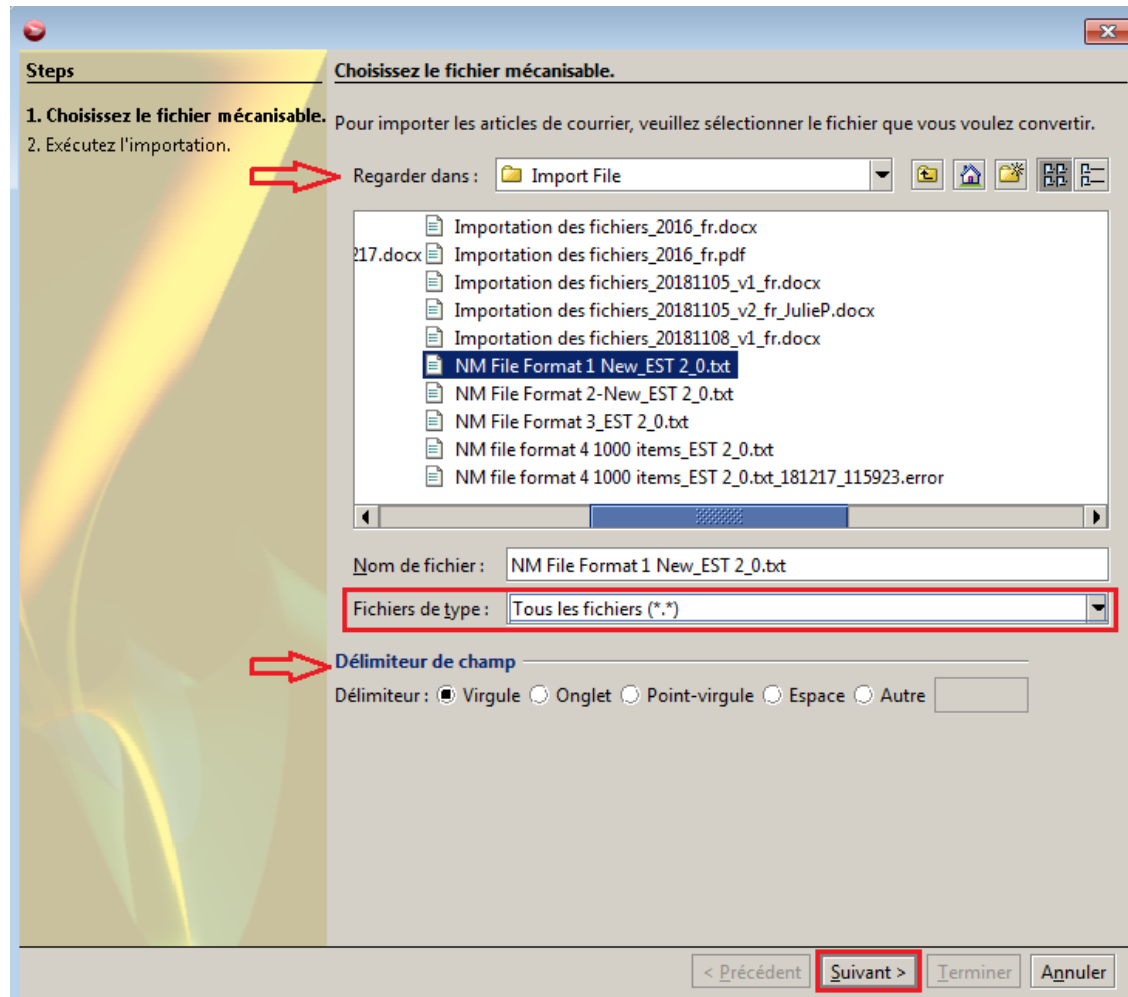 Steps
Choisissez le fichier mécanisable.
1. Choisissez le fichier mécanisable.
2. Exécutez l'importation.
Pour importer les articles de courrier, veuillez sélectionner le fichier que vous voulez convertir.
Regarder dans : Import File
Importation des fichiers_2016_fr.docx
217.docx Importation des fichiers_2016_fr.pdf
Importation des fichiers_20181105_v1_fr.docx
Importation des fichiers_20181105_v2_fr_JulieP.docx
Importation des fichiers_20181108_v1_fr.docx
NM File Format 1 New_EST 2_0.txt
NM File Format 2-New_EST 2_0.txt
NM File Format 3_EST 2_0.txt
NM file format 4 1000 items_EST 2_0.txt
NM file format 4 1000 items_EST 2_0.txt_181217_115923.error
Nom de fichier : NM File Format 1 New_EST 2_0.txt
Fichiers de type : Tous les fichiers (*.*)
Délimiteur de champ
Délimiteur : Virgule Onglet Point-virgule Espace Autre
< Précédent Suivant > Terminer Annuler